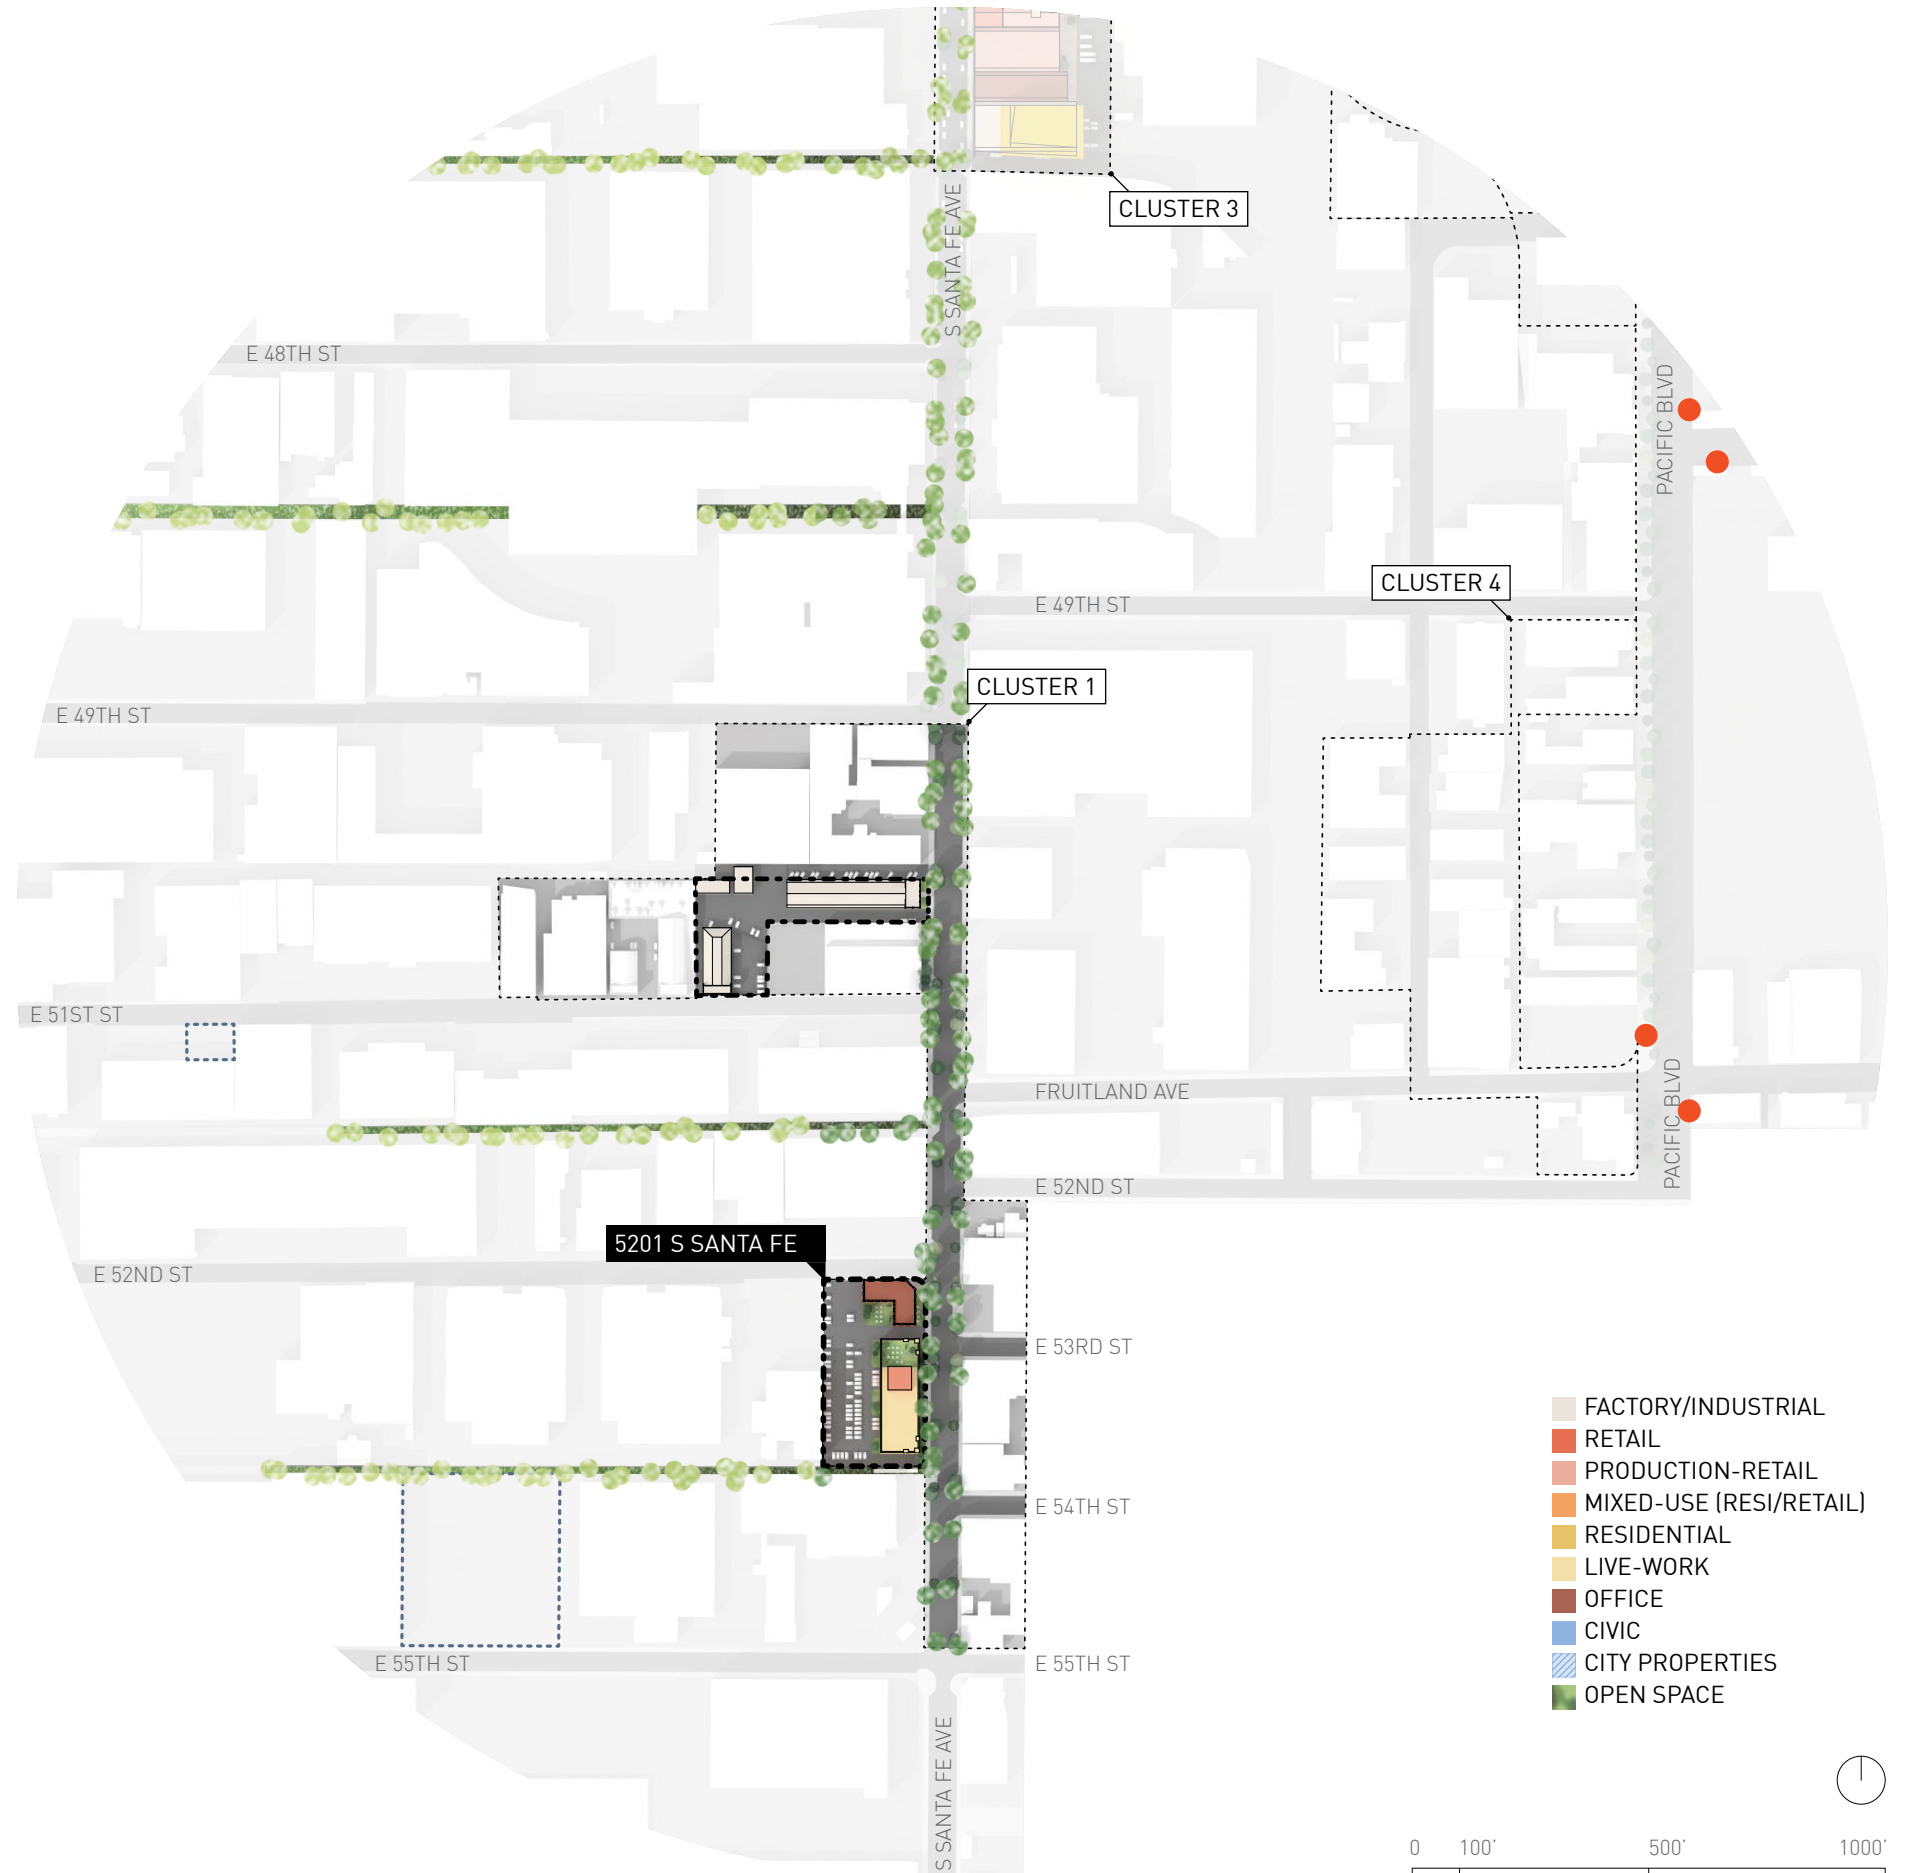 CLUSTER 3
S SANTA FE AVE
E 48TH ST
PACIFIC BLVD
CLUSTER 4
E 49TH ST
CLUSTER 1
E 49TH ST
E 51ST ST
FRUITLAND AVE
PACIFIC BLVD
E 52ND ST
5201 S SANTA FE
E 52ND ST
E 53RD ST
E 54TH ST
E 55TH ST
E 55TH ST
S SANTA FE AVE
FACTORY/INDUSTRIAL
RETAIL
PRODUCTION-RETAIL
MIXED-USE (RESI/RETAIL)
RESIDENTIAL
LIVE-WORK
OFFICE
CIVIC
CITY PROPERTIES
OPEN SPACE
0 100' 500' 1000'